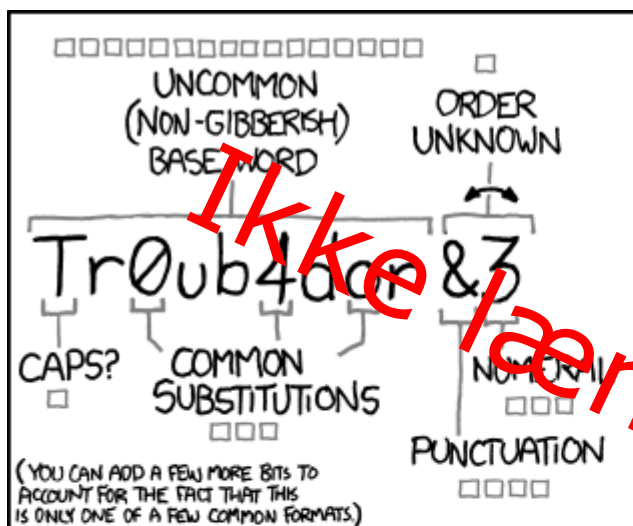 UNCOMMON
(NON-GIBBERISH)
BASE WORD
ORDER
UNKNOWN
Tr0ub4dor &3
CAPS?
COMMON
SUBSTITUTIONS
NUMERAL
PUNCTUATION
(YOU CAN ADD A FEW MORE BITS TO
ACCOUNT FOR THE FACT THAT THIS
IS ONLY ONE OF A FEW COMMON FORMATS.)
Ikke lær